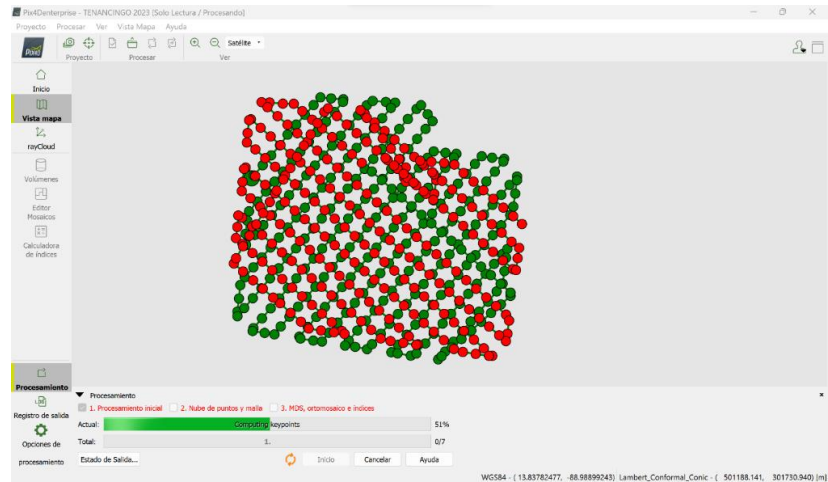 Pix4Denterprise - TENANCINGO 2023 [Solo Lectura / Procesando]
Proyecto Procesar Ver Vista Mapa Ayuda
Satélite
Proyecto Procesar Ver
Inicio
Vista mapa
rayCloud
Volúmenes
Editor
Mosaicos
Calculadora
de índices
Procesamiento
Registro de salida
Opciones de
procesamiento
Procesamiento
1. Procesamiento inicial 2. Nube de puntos y malla 3. MDS, ortomosaico e índices
Actual: Computing keypoints 51%
Total: 1. 0/7
Estado de Salida... Inicio Cancelar Ayuda
WGS84 - ( 13.83782477, -88.98899243) Lambert_Conformal_Conic - ( 501188.141, 301730.940) [m]